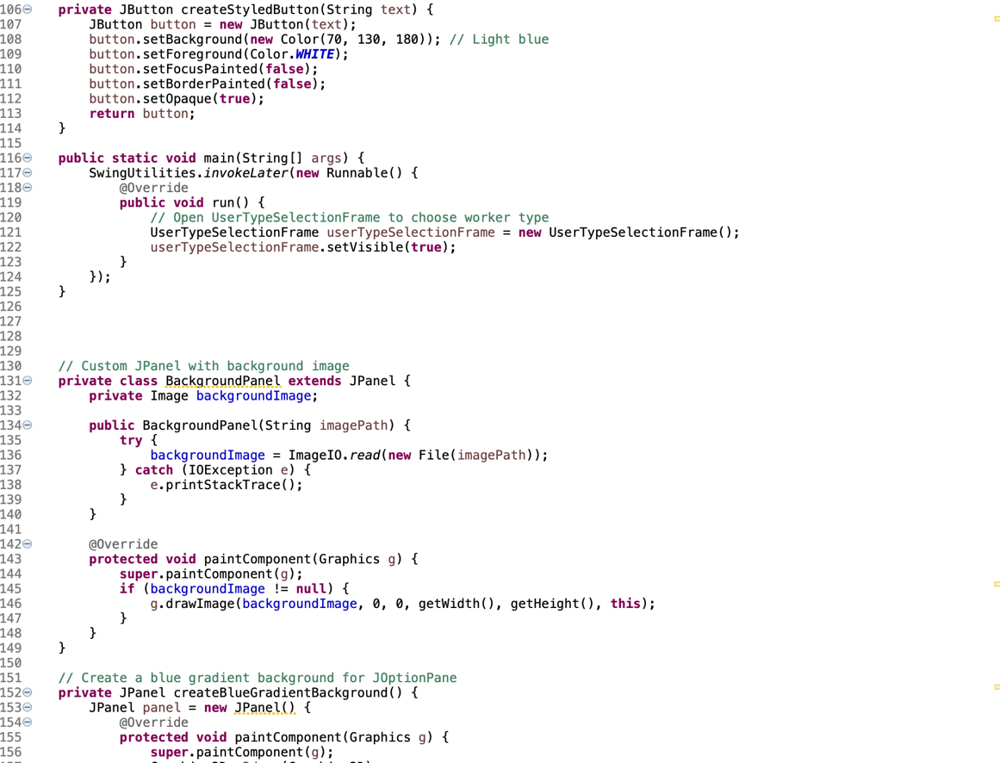 106 private JButton createStyledButton(String text) {
107 JButton button = new JButton(text);
108 button.setBackground(new Color(70, 130, 180)); // Light blue
109 button.setForeground(Color.WHITE);
110 button.setFocusPainted(false);
111 button.setBorderPainted(false);
112 button.setOpaque(true);
113 return button;
114 }
115
116 public static void main(String[] args) {
117 SwingUtilities.invokeLater(new Runnable() {
118 @Override
119 public void run() {
120 // Open UserTypeSelectionFrame to choose worker type
121 UserTypeSelectionFrame userTypeSelectionFrame = new UserTypeSelectionFrame();
122 userTypeSelectionFrame.setVisible(true);
123 }
124 });
125 }
126
127
128
129
130 // Custom JPanel with background image
131 private class BackgroundPanel extends JPanel {
132 private Image backgroundImage;
133
134 public BackgroundPanel(String imagePath) {
135 try {
136 backgroundImage = ImageIO.read(new File(imagePath));
137 } catch (IOException e) {
138 e.printStackTrace();
139 }
140 }
141
142 @Override
143 protected void paintComponent(Graphics g) {
144 super.paintComponent(g);
145 if (backgroundImage != null) {
146 g.drawImage(backgroundImage, 0, 0, getWidth(), getHeight(), this);
147 }
148 }
149 }
150
151 // Create a blue gradient background for JOptionPane
152 private JPanel createBlueGradientBackground() {
153 JPanel panel = new JPanel() {
154 @Override
155 protected void paintComponent(Graphics g) {
156 super.paintComponent(g);